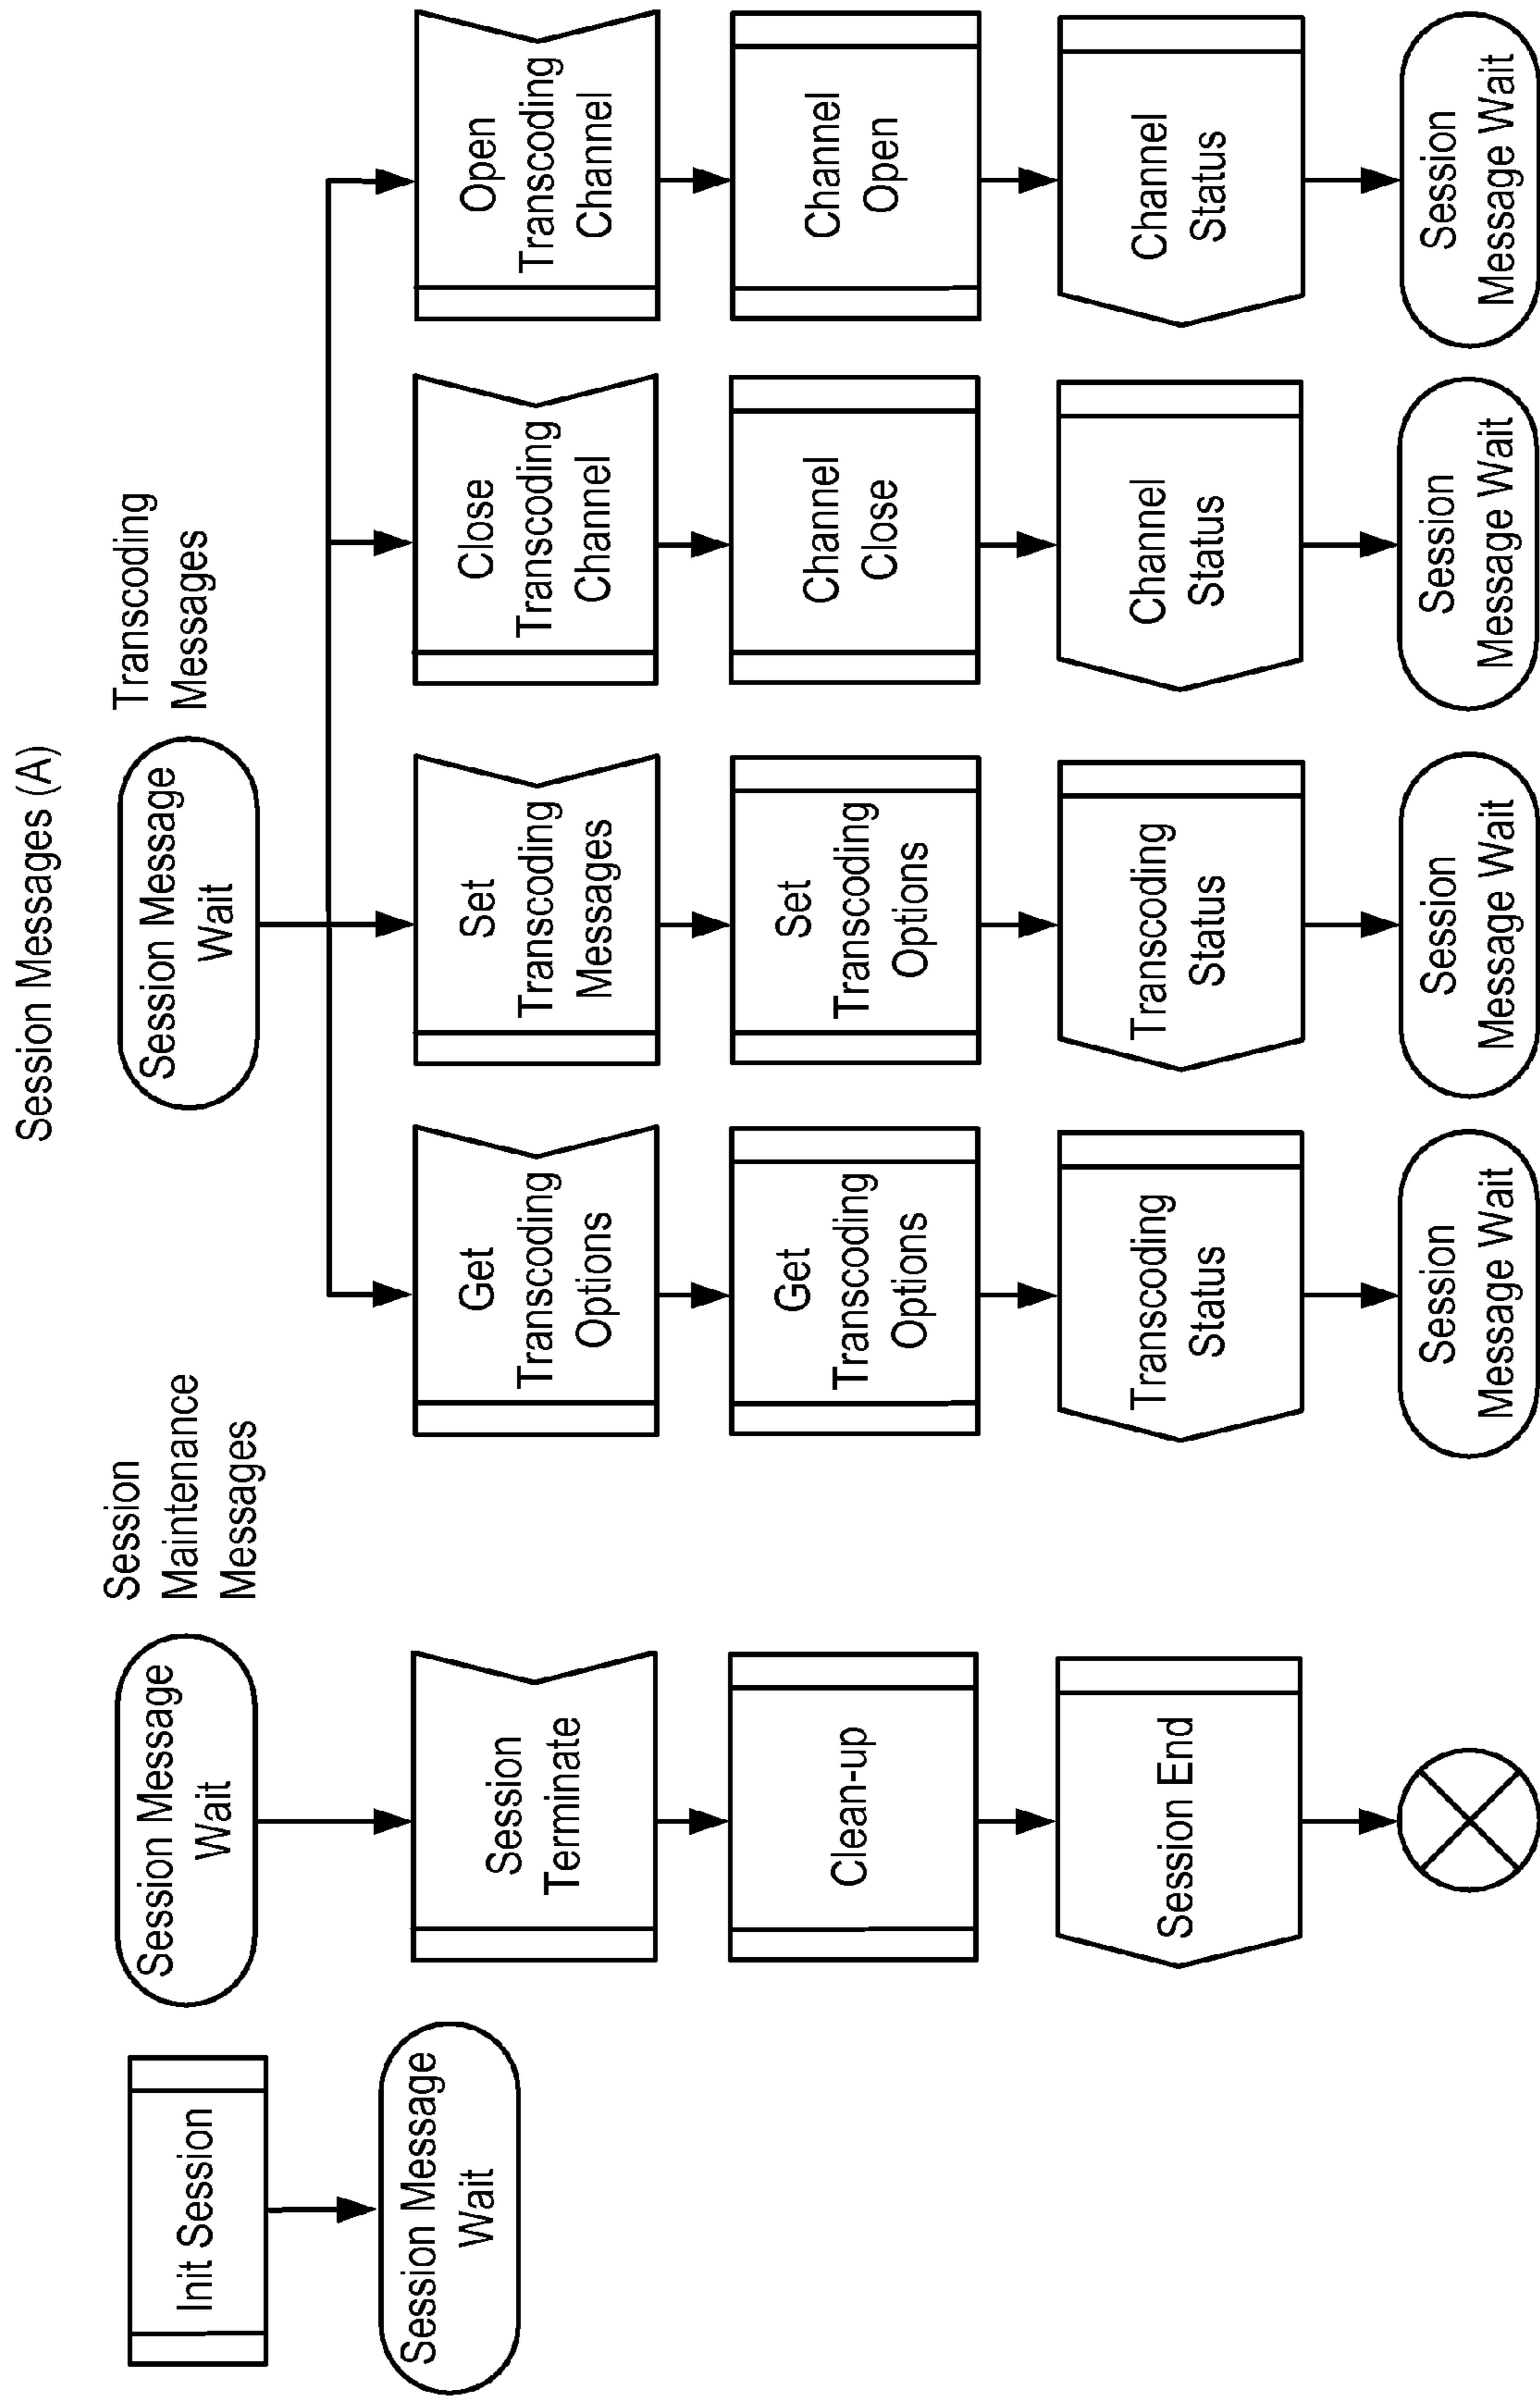 Session Messages (A)
Init Session
Session Message
Wait
Session Message
Wait
Session
Maintenance
Messages
Session
Terminate
Clean-up
Session End
Session Message
Wait
Transcoding
Messages
Get
Transcoding
Options
Set
Transcoding
Messages
Close
Transcoding
Channel
Open
Transcoding
Channel
Get
Transcoding
Options
Set
Transcoding
Options
Channel
Close
Channel
Open
Transcoding
Status
Transcoding
Status
Channel
Status
Channel
Status
Session
Message Wait
Session
Message Wait
Session
Message Wait
Session
Message Wait